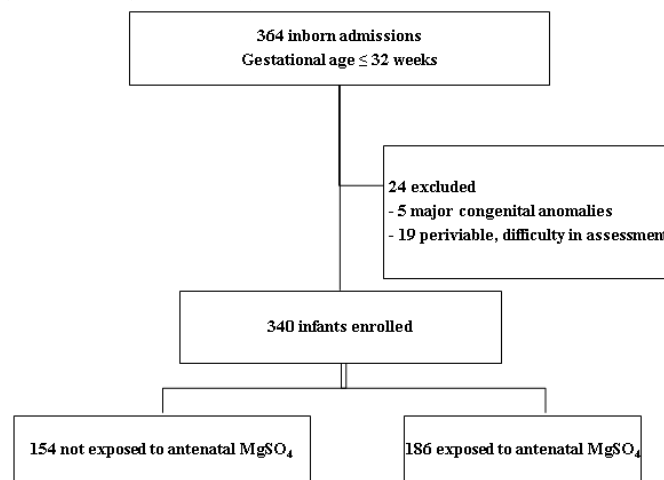 364 inborn admissions
Gestational age ≤ 32 weeks
24 excluded
- 5 major congenital anomalies
- 19 periviable, difficulty in assessment
340 infants enrolled
154 not exposed to antenatal MgSO₄
186 exposed to antenatal MgSO₄